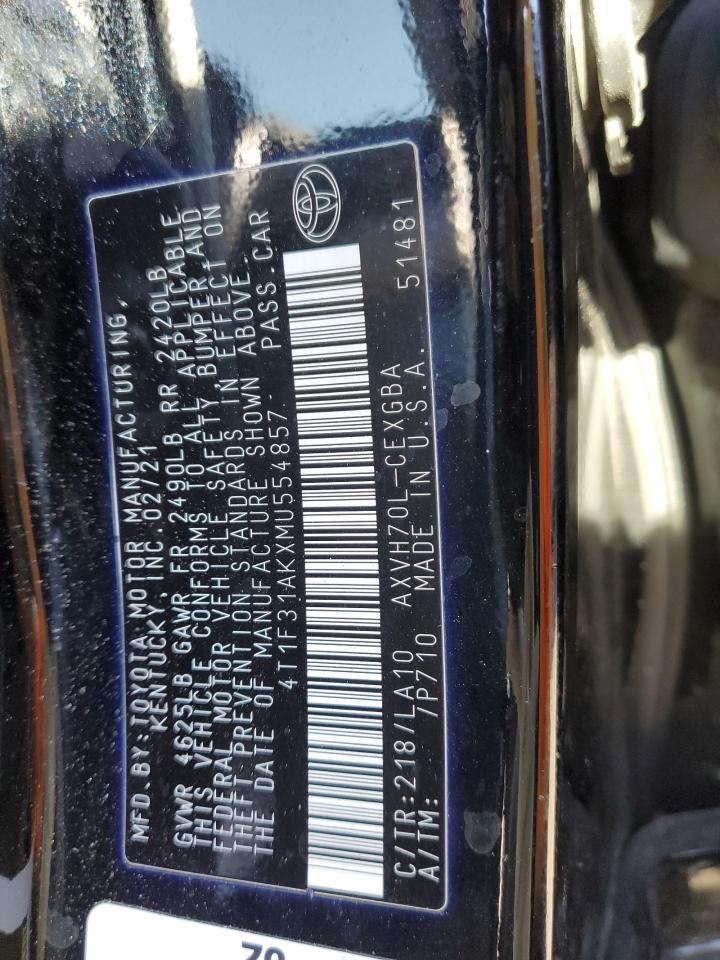 MFD. BY: TOYOTA MOTOR MANUFACTURING,
KENTUCKY, INC 02/21
GVWR 4625LB GAWR FR 2490LB RR 2420LB
THIS VEHICLE CONFORMS TO ALL APPLICABLE
FEDERAL MOTOR VEHICLE SAFETY, BUMPER AND
THEFT PREVENTION STANDARDS IN EFFECT ON
THE DATE OF MANUFACTURE SHOWN ABOVE.
4T1F31AKXMU554857 PASS.CAR
C/TR:218/LA10 AXVH70L-CEXGBA
A/TM: 7P710 MADE IN U.S.A. 51481